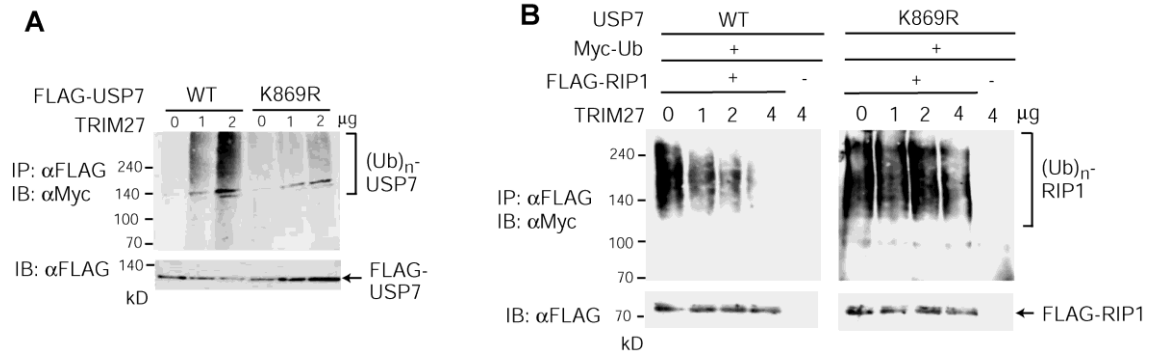 A
FLAG-USP7 WT K869R
TRIM27 0 1 2 0 1 2 μg
IP: αFLAG
IB: αMyc
240
140
100
70
(Ub)n-
USP7
IB: αFLAG
140
kD
FLAG-
USP7
B
USP7 WT K869R
Myc-Ub + +
FLAG-RIP1 + - + -
TRIM27 0 1 2 4 4 0 1 2 4 4 μg
IP: αFLAG
IB: αMyc
240
140
100
70
(Ub)n-
RIP1
IB: αFLAG
70
kD
FLAG-RIP1